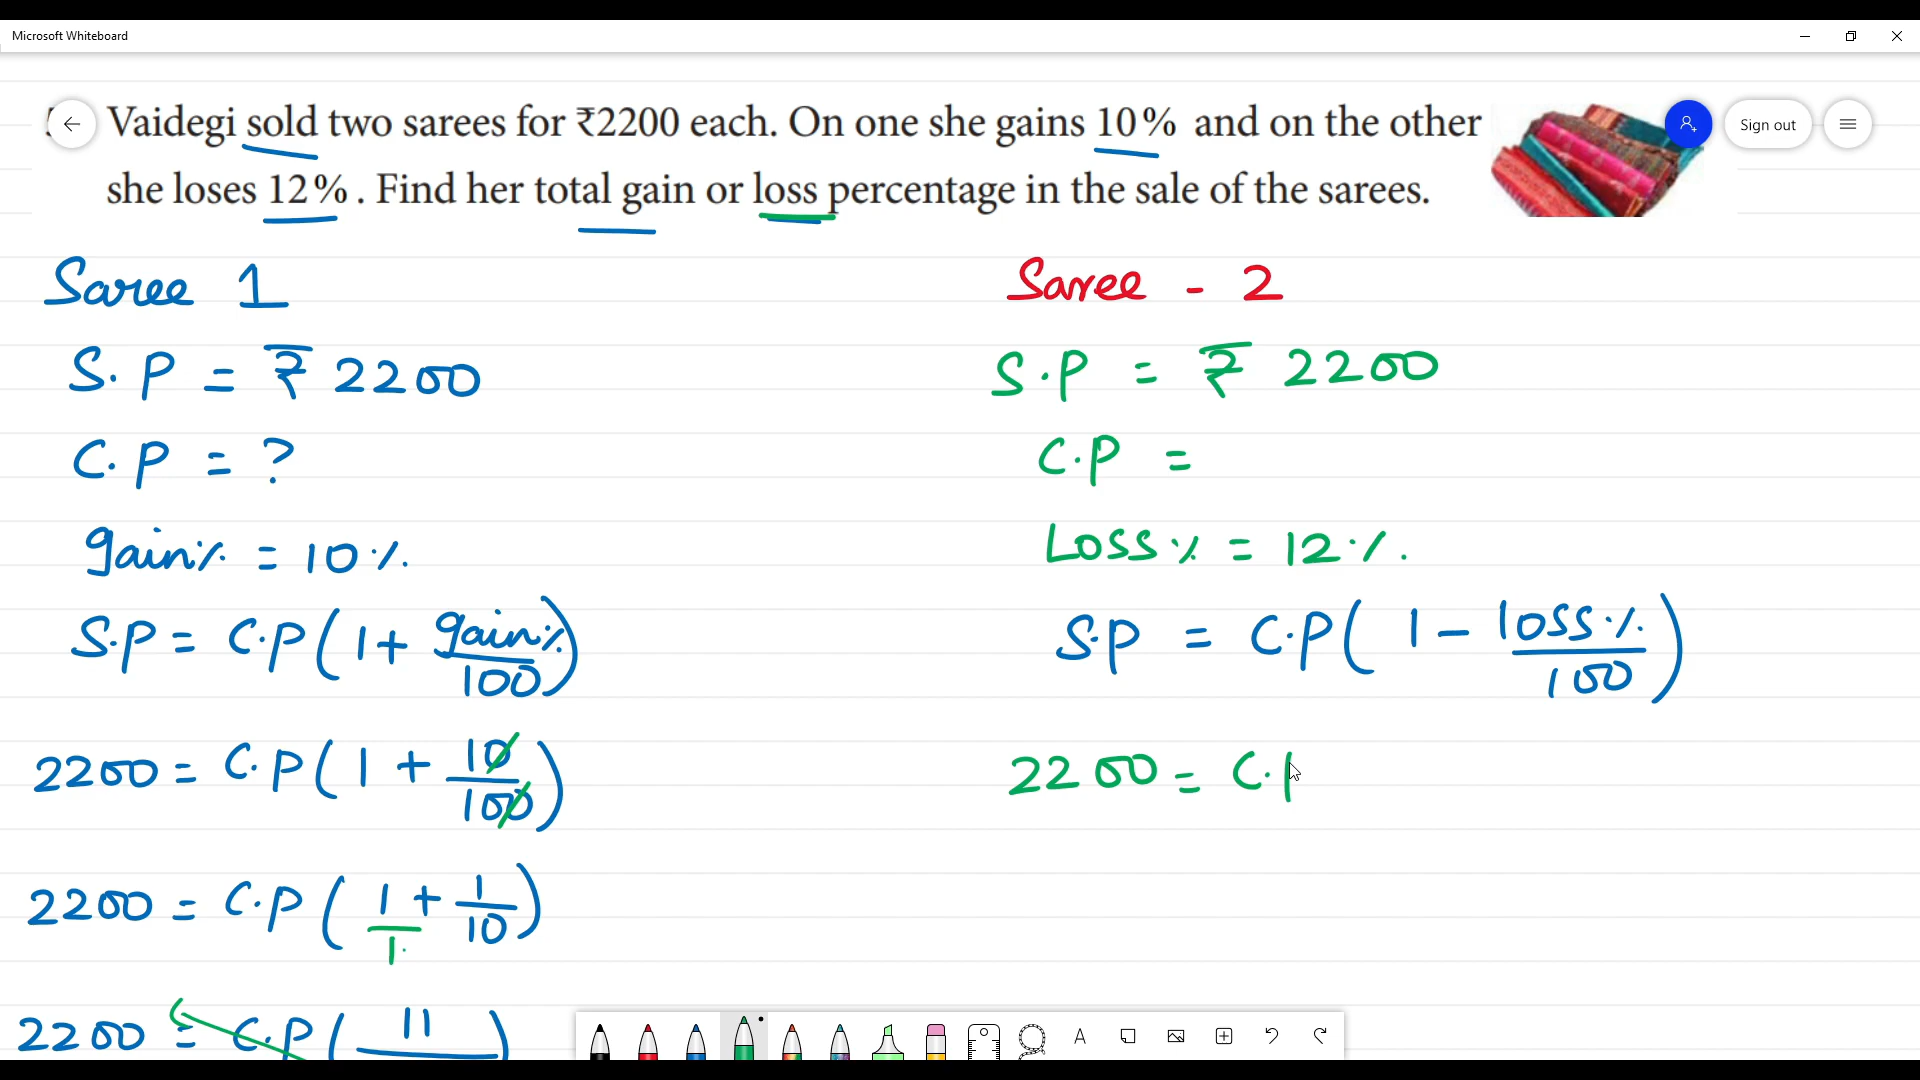 Microsoft Whiteboard
Vaidegi sold two sarees for ₹2200 each. On one she gains 10% and on the other
she loses 12%. Find her total gain or loss percentage in the sale of the sarees.
Sign out
Saree 1
S.P = ₹ 2200
C.P = ?
gain% = 10%.
S.P = C.P(1 + gain%/100)
2200 = C.P(1 + 10/100)
2200 = C.P(1/1 + 1/10)
2200 = C.P(11
Saree - 2
S.P = ₹ 2200
C.P =
Loss% = 12%.
S.P = C.P(1 - loss%/100)
2200 = C.P
A